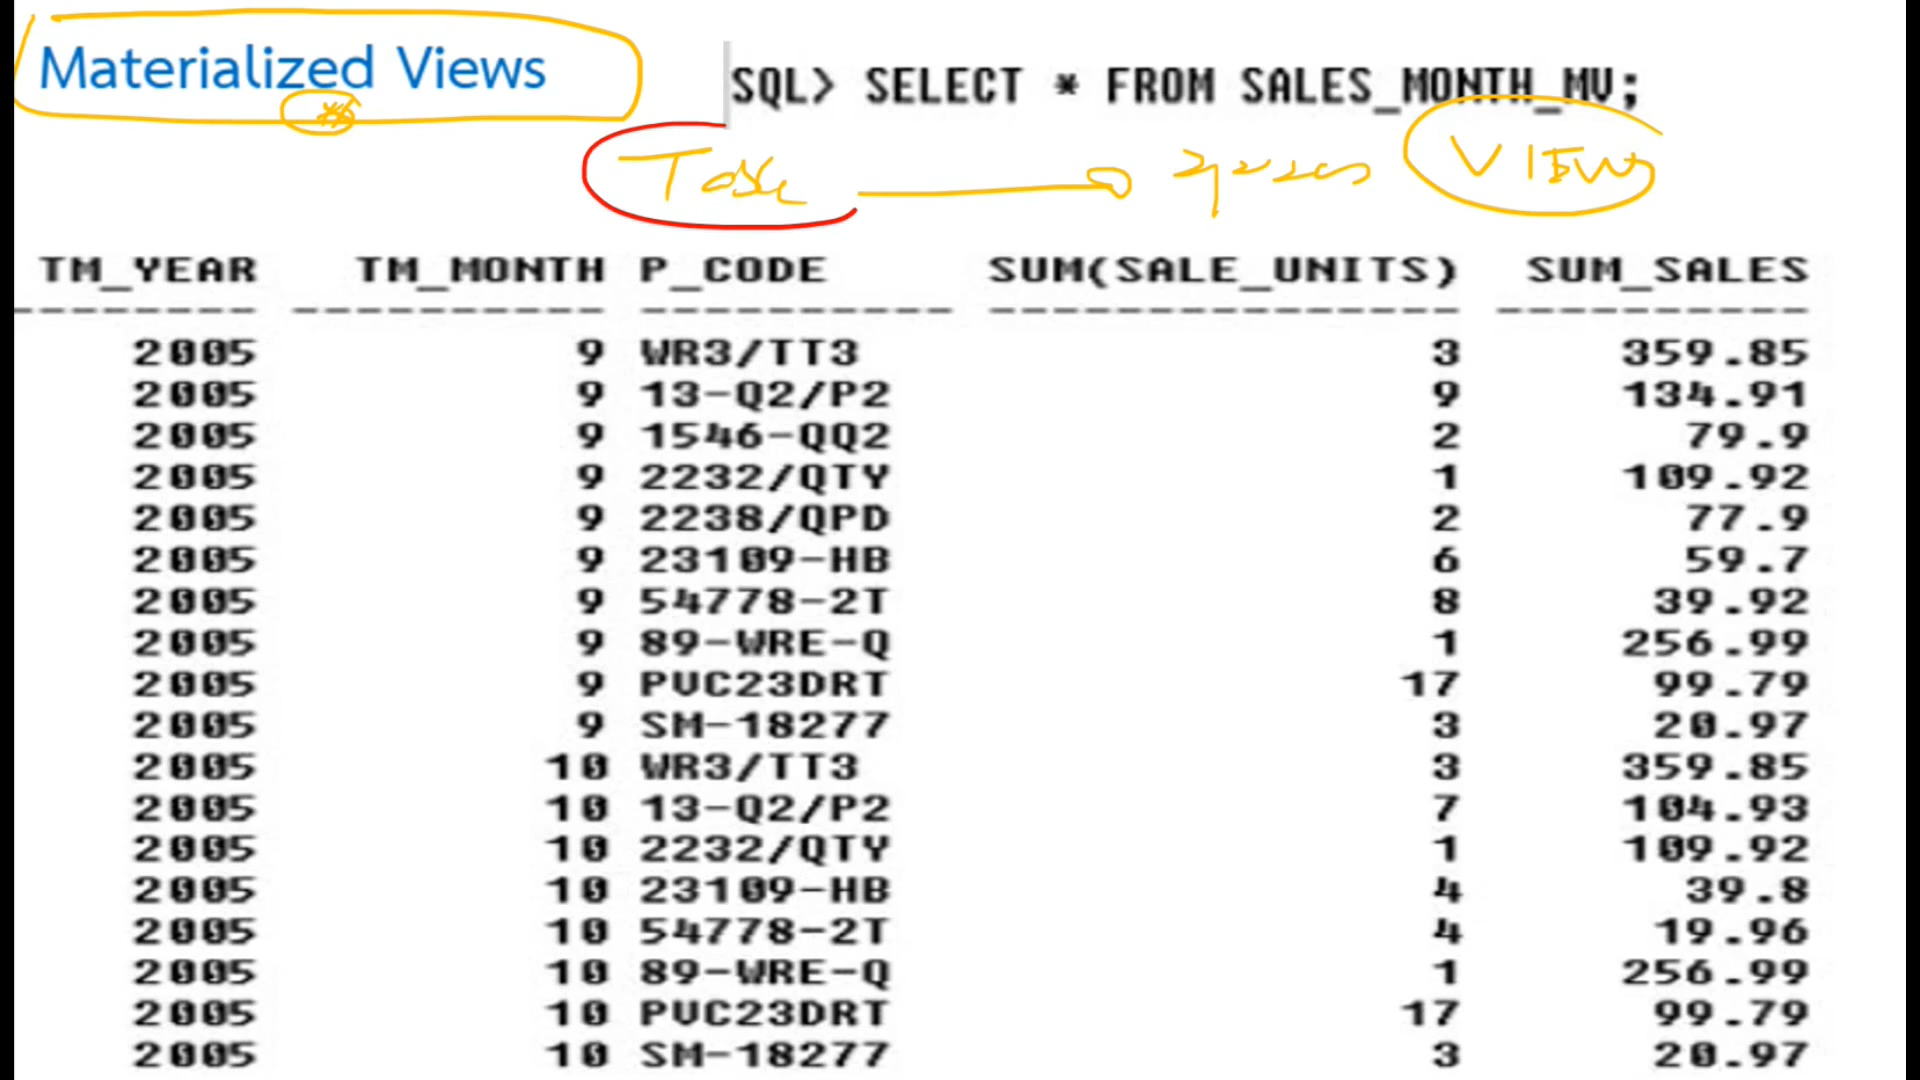 Materialized Views
SQL> SELECT * FROM SALES_MONTH_MV;
VIEW
TM_YEAR TM_MONTH P_CODE SUM(SALE_UNITS) SUM_SALES
2005 9 WR3/TT3 3 359.85
2005 9 13-Q2/P2 9 134.91
2005 9 1546-QQ2 2 79.9
2005 9 2232/QTY 1 109.92
2005 9 2238/QPD 2 77.9
2005 9 23109-HB 6 59.7
2005 9 54778-2T 8 39.92
2005 9 89-WRE-Q 1 256.99
2005 9 PVC23DRT 17 99.79
2005 9 SM-18277 3 20.97
2005 10 WR3/TT3 3 359.85
2005 10 13-Q2/P2 7 104.93
2005 10 2232/QTY 1 109.92
2005 10 23109-HB 4 39.8
2005 10 54778-2T 4 19.96
2005 10 89-WRE-Q 1 256.99
2005 10 PVC23DRT 17 99.79
2005 10 SM-18277 3 20.97